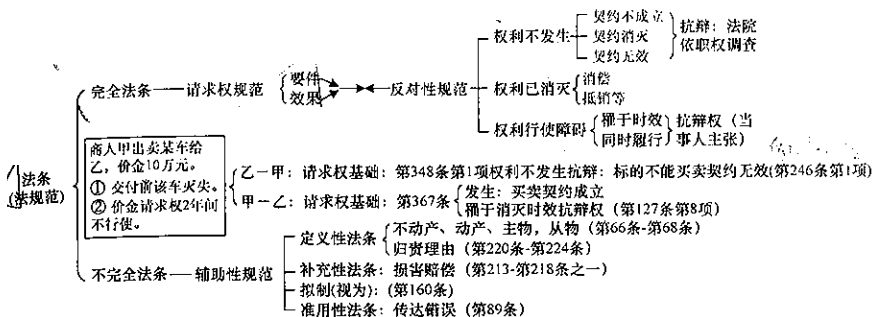 契约不成立
权利不发生 契约消灭 抗辩：法院
契约无效 依职权调查
完全法条——请求权规范 要件 效果 反对性规范 权利已消灭 消偿 抵销等
权利行使障碍 罹于时效 同时履行 抗辩权（当事人主张）
法条
(法规范)
商人甲出卖某车给
乙，价金10万元。
① 交付前该车灭失。
② 价金请求权2年间
不行使。
乙—甲：请求权基础：第348条第1项权利不发生抗辩：标的不能买卖契约无效(第246条第1项)
甲—乙：请求权基础：第367条 发生：买卖契约成立
罹于消灭时效抗辩权（第127条第8项）
不完全法条——辅助性规范
定义性法条 不动产、动产、主物，从物（第66条-第68条）
归责理由（第220条-第224条）
补充性法条：损害赔偿（第213-第218条之一）
拟制(视为)：(第160条)
准用性法条：传达错误（第89条）